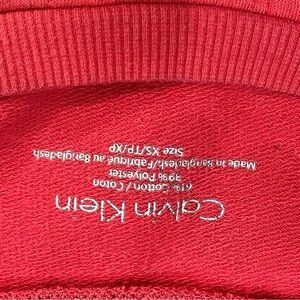 Calvin Klein
61% Cotton / Coton
39% Polyester
Made in Bangladesh/Fabriqué au Bangladesh
Size XS/TP/XP